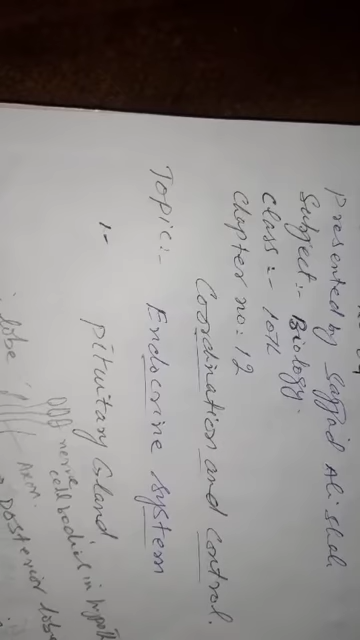 Presented by Sajjad Ali Shah
Subject:- Biology.
Class:- 10th
Chapter no: 12
Coordination and Control.
Topic:- Endocrine system
1:- Pituitary Gland
nerve
cell bodies in
Axon.
lobe
Posterior lobe